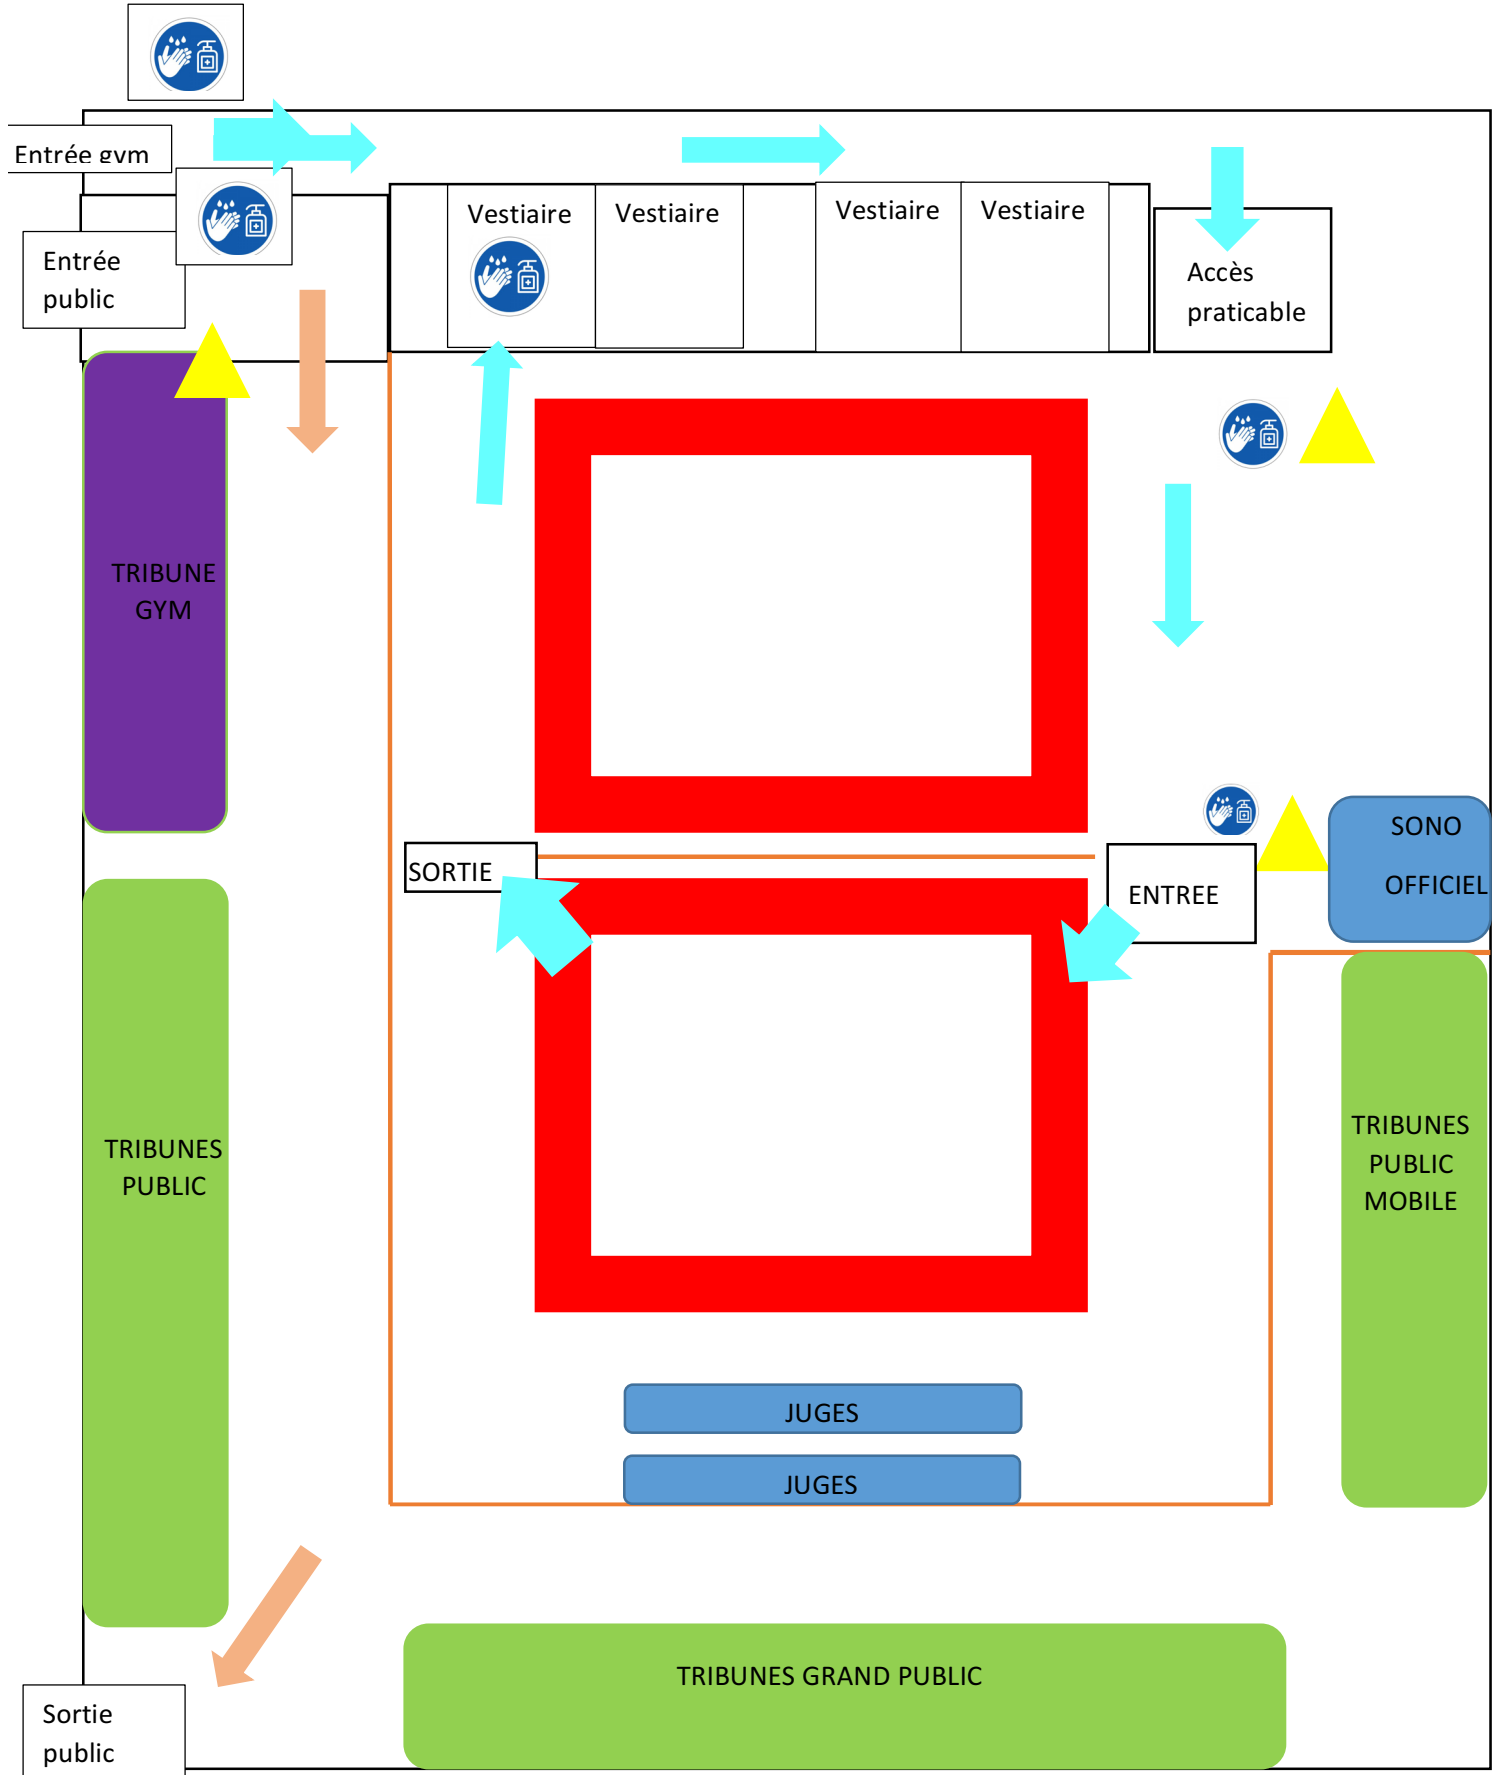 Entrée gym
Vestiaire
Vestiaire
Vestiaire
Vestiaire
Entrée
public
Accès
praticable
TRIBUNE
GYM
SONO
OFFICIEL
SORTIE
ENTREE
TRIBUNES
PUBLIC
TRIBUNES
PUBLIC
MOBILE
JUGES
JUGES
TRIBUNES GRAND PUBLIC
Sortie
public